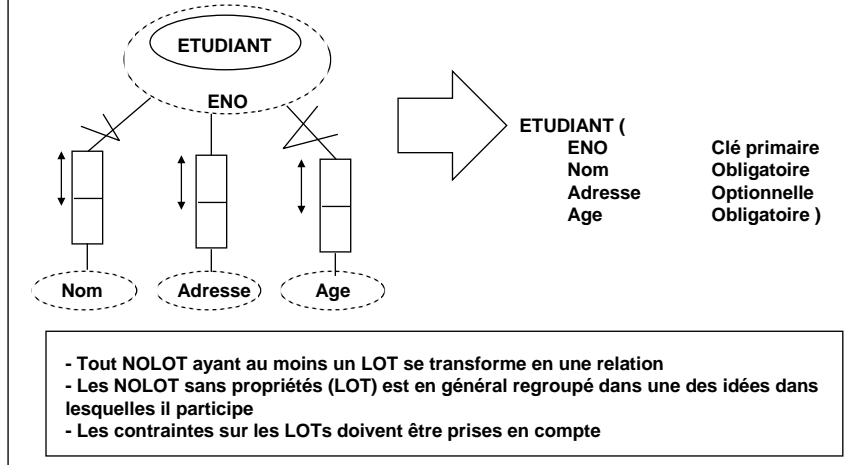 ETUDIANT
ENO
Nom
Adresse
Age
ETUDIANT (
ENO Clé primaire
Nom Obligatoire
Adresse Optionnelle
Age Obligatoire )
- Tout NOLOT ayant au moins un LOT se transforme en une relation
- Les NOLOT sans propriétés (LOT) est en général regroupé dans une des idées dans
lesquelles il participe
- Les contraintes sur les LOTs doivent être prises en compte